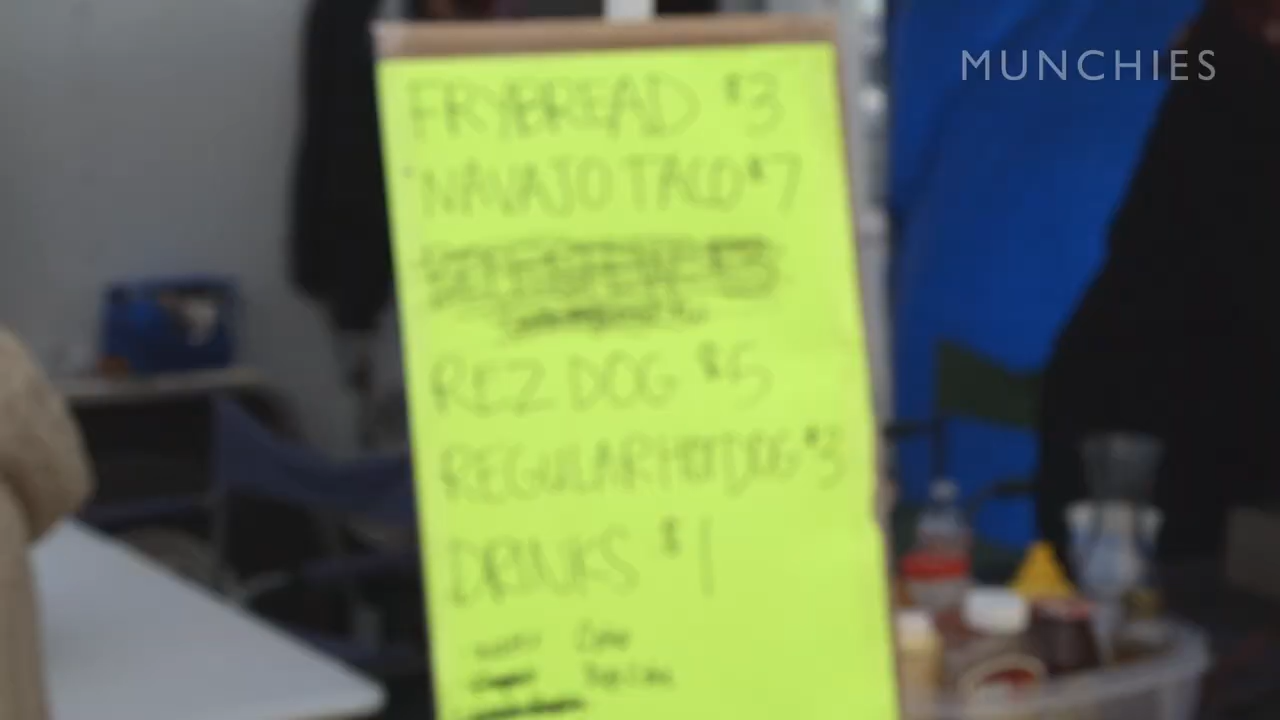 MUNCHIES
FRYBREAD $3
NAVAJO TACO $7
REZ DOG $5
REGULAR HOTDOG $3
DRINKS $1